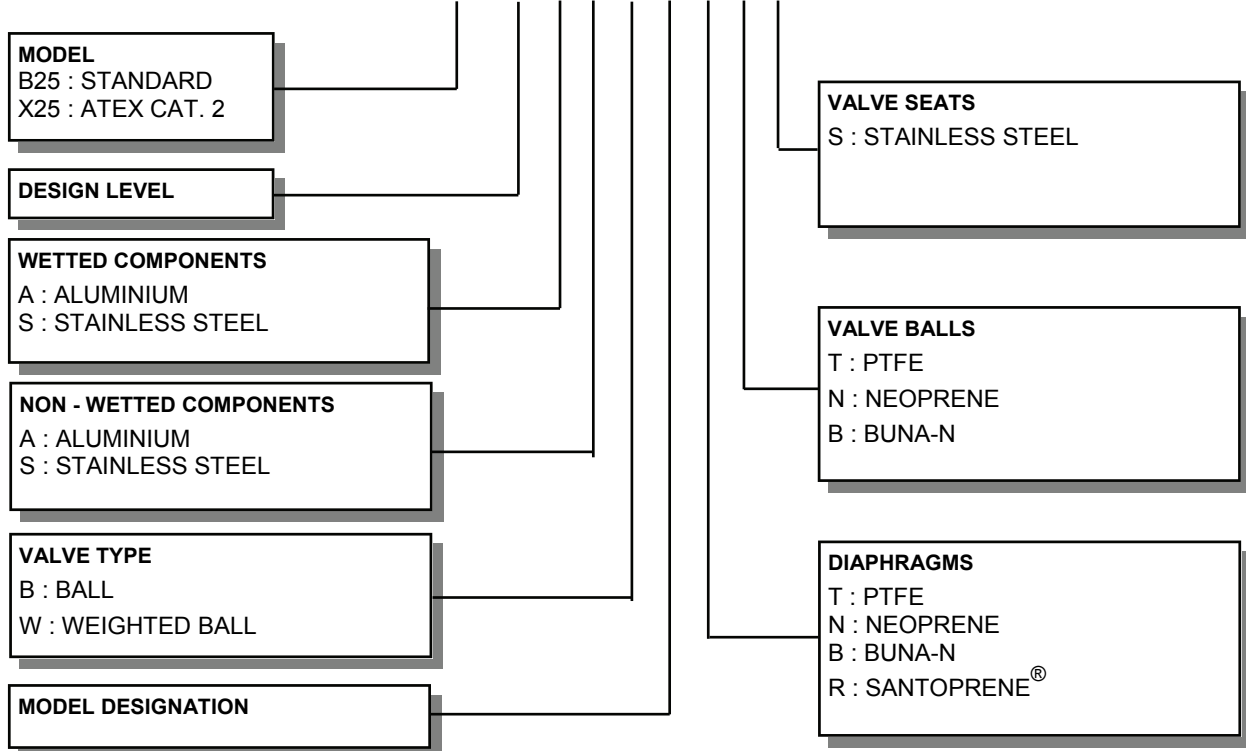 MODEL
B25 : STANDARD
X25 : ATEX CAT. 2
DESIGN LEVEL
WETTED COMPONENTS
A : ALUMINIUM
S : STAINLESS STEEL
NON - WETTED COMPONENTS
A : ALUMINIUM
S : STAINLESS STEEL
VALVE TYPE
B : BALL
W : WEIGHTED BALL
MODEL DESIGNATION
VALVE SEATS
S : STAINLESS STEEL
VALVE BALLS
T : PTFE
N : NEOPRENE
B : BUNA-N
DIAPHRAGMS
T : PTFE
N : NEOPRENE
B : BUNA-N
R : SANTOPRENE®